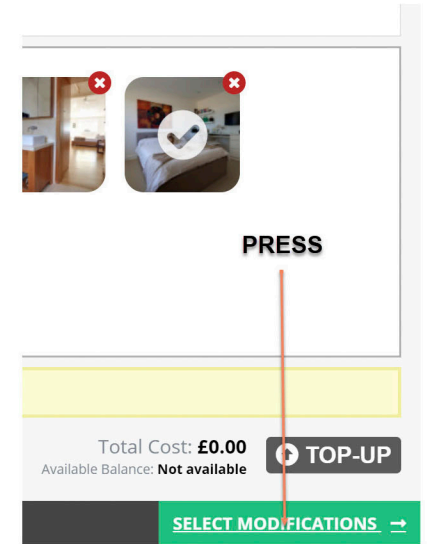 PRESS
Total Cost: £0.00
Available Balance: Not available
TOP-UP
SELECT MODIFICATIONS →